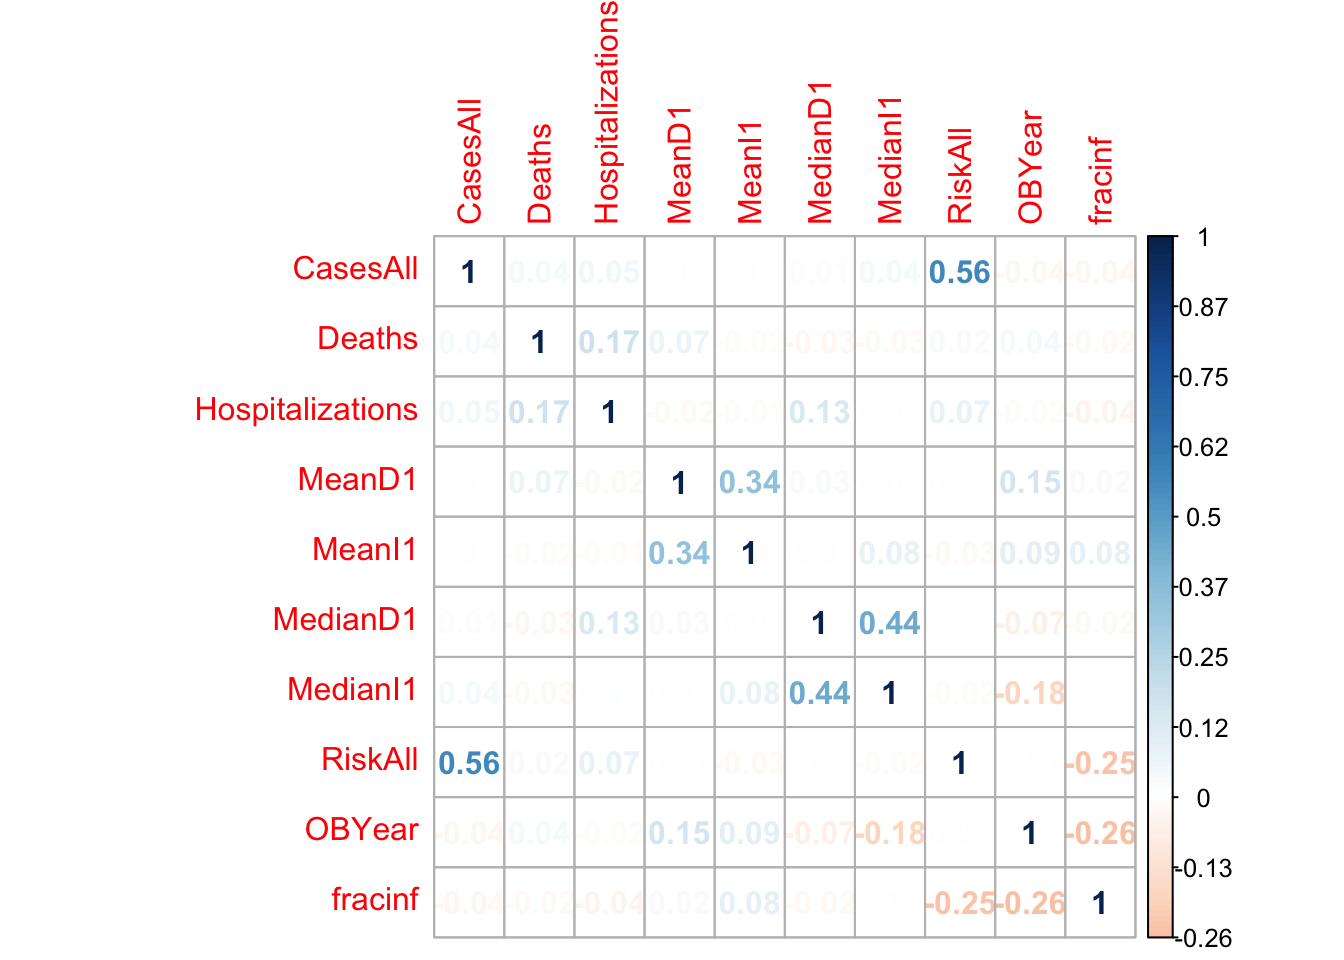 CasesAll Deaths Hospitalizations MeanD1 MeanI1 MedianD1 MedianI1 RiskAll OBYear fracinf
CasesAll 1 0.04 0.05 0.01 0.04 0.56 -0.04 -0.04
Deaths 0.04 1 0.17 0.07 -0.02 -0.03 -0.03 0.02 0.04 -0.02
Hospitalizations 0.05 0.17 1 -0.02 -0.01 0.13 0.07 -0.02 -0.04
MeanD1 0.07 -0.02 1 0.34 0.03 0.15 0.02
MeanI1 -0.02 -0.01 0.34 1 0.08 -0.03 0.09 0.08
MedianD1 0.01 -0.03 0.13 0.03 1 0.44 -0.07 -0.02
MedianI1 0.04 -0.03 0.08 0.44 1 -0.02 -0.18
RiskAll 0.56 0.02 0.07 -0.03 -0.02 1 -0.25
OBYear -0.04 0.04 -0.02 0.15 0.09 -0.07 -0.18 1 -0.26
fracinf -0.04 -0.02 -0.04 0.02 0.08 -0.02 -0.25 -0.26 1
1
0.87
0.75
0.62
0.5
0.37
0.25
0.12
0
-0.13
-0.26